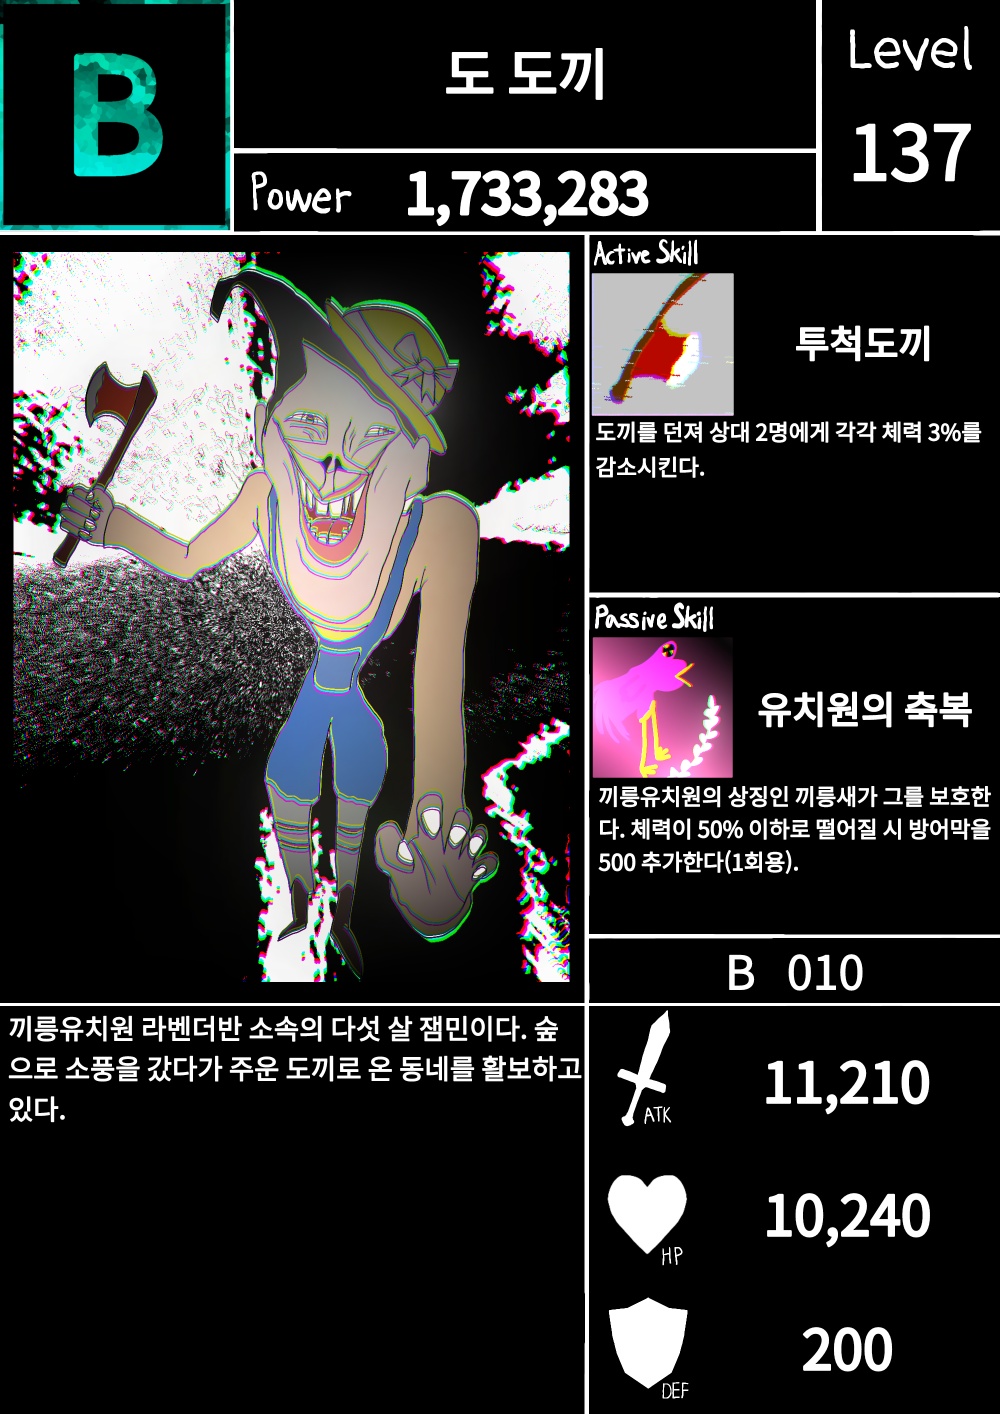 B
도 도끼
Level
137
Power 1,733,283
Active Skill
투척도끼
도끼를 던져 상대 2명에게 각각 체력 3%를
감소시킨다.
Passive Skill
유치원의 축복
끼릉유치원의 상징인 끼릉새가 그를 보호한
다. 체력이 50% 이하로 떨어질 시 방어막을
500 추가한다(1회용).
B 010
끼릉유치원 라벤더반 소속의 다섯 살 잼민이다. 숲
으로 소풍을 갔다가 주운 도끼로 온 동네를 활보하고
있다.
ATK
11,210
HP
10,240
DEF
200